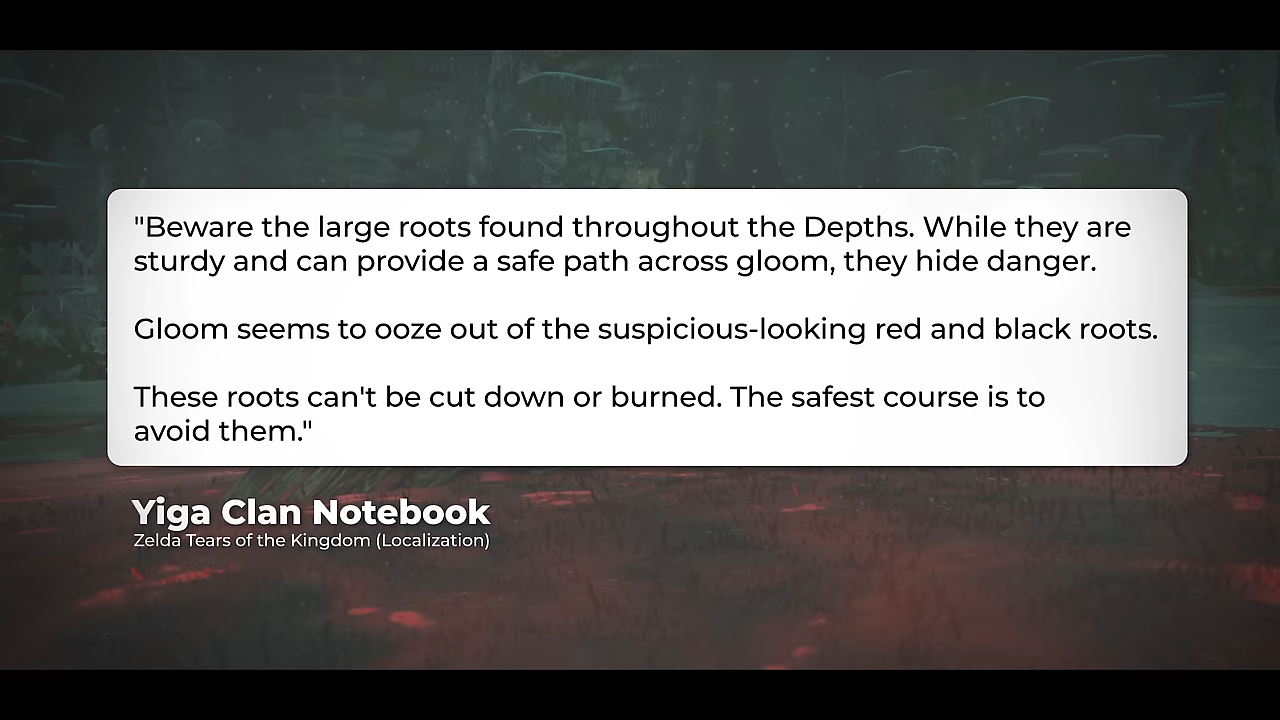 "Beware the large roots found throughout the Depths. While they are
sturdy and can provide a safe path across gloom, they hide danger.
Gloom seems to ooze out of the suspicious-looking red and black roots.
These roots can't be cut down or burned. The safest course is to
avoid them."
Yiga Clan Notebook
Zelda Tears of the Kingdom (Localization)